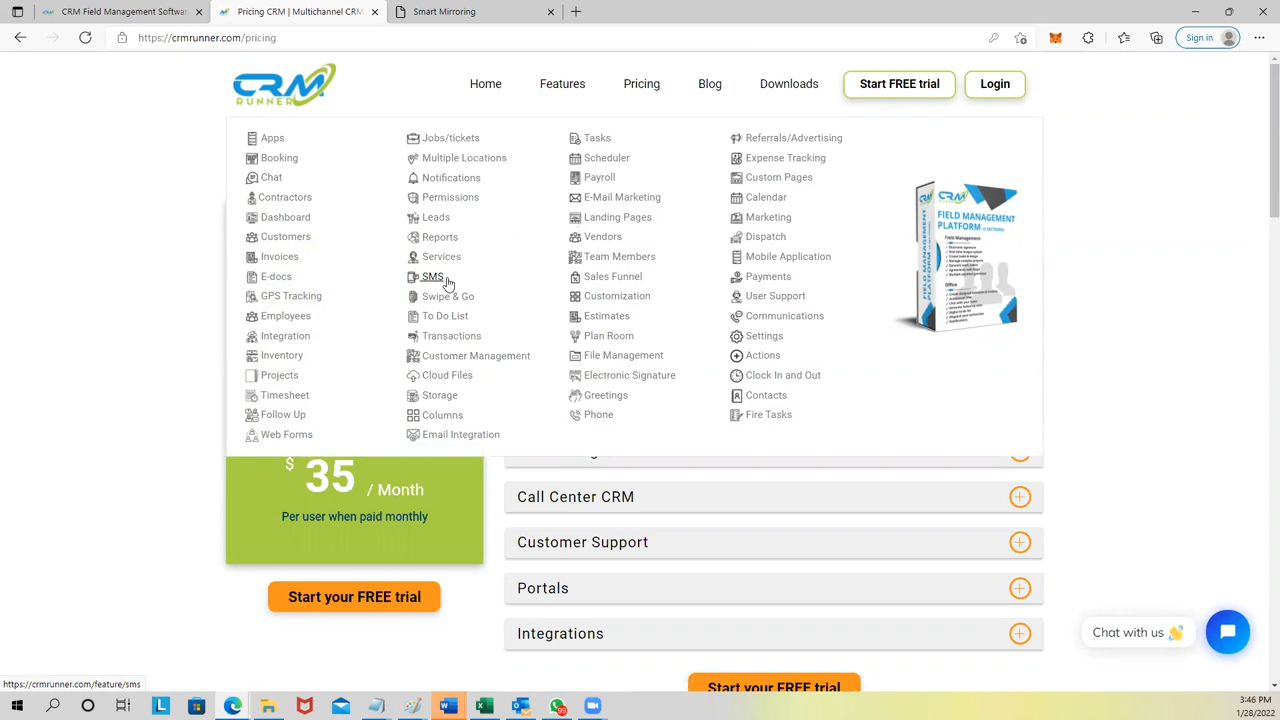 CRM Field Management Softwa
Pricing CRM | Multichannel CRM
Smart Mirroring
https://crmrunner.com/pricing
Sign in
CRM
RUNNER
Home
Features
Pricing
Blog
Downloads
Start FREE trial
Login
Apps
Booking
Chat
Contractors
Dashboard
Customers
Invoices
E-docs
GPS Tracking
Employees
Integration
Inventory
Projects
Timesheet
Follow Up
Web Forms
Jobs/tickets
Multiple Locations
Notifications
Permissions
Leads
Reports
Services
SMS
Swipe & Go
To Do List
Transactions
Customer Management
Cloud Files
Storage
Columns
Email Integration
Tasks
Scheduler
Payroll
E-Mail Marketing
Landing Pages
Vendors
Team Members
Sales Funnel
Customization
Estimates
Plan Room
File Management
Electronic Signature
Greetings
Phone
Referrals/Advertising
Expense Tracking
Custom Pages
Calendar
Marketing
Dispatch
Mobile Application
Payments
User Support
Communications
Settings
Actions
Clock In and Out
Contacts
Fire Tasks
FIELD MANAGEMENT
PLATFORM
$ 35 / Month
Per user when paid monthly
Start your FREE trial
Call Center CRM
Customer Support
Portals
Integrations
Start your FREE trial
Chat with us 👋
https://crmrunner.com/feature/sms
99
3:46 PM
1/28/2022